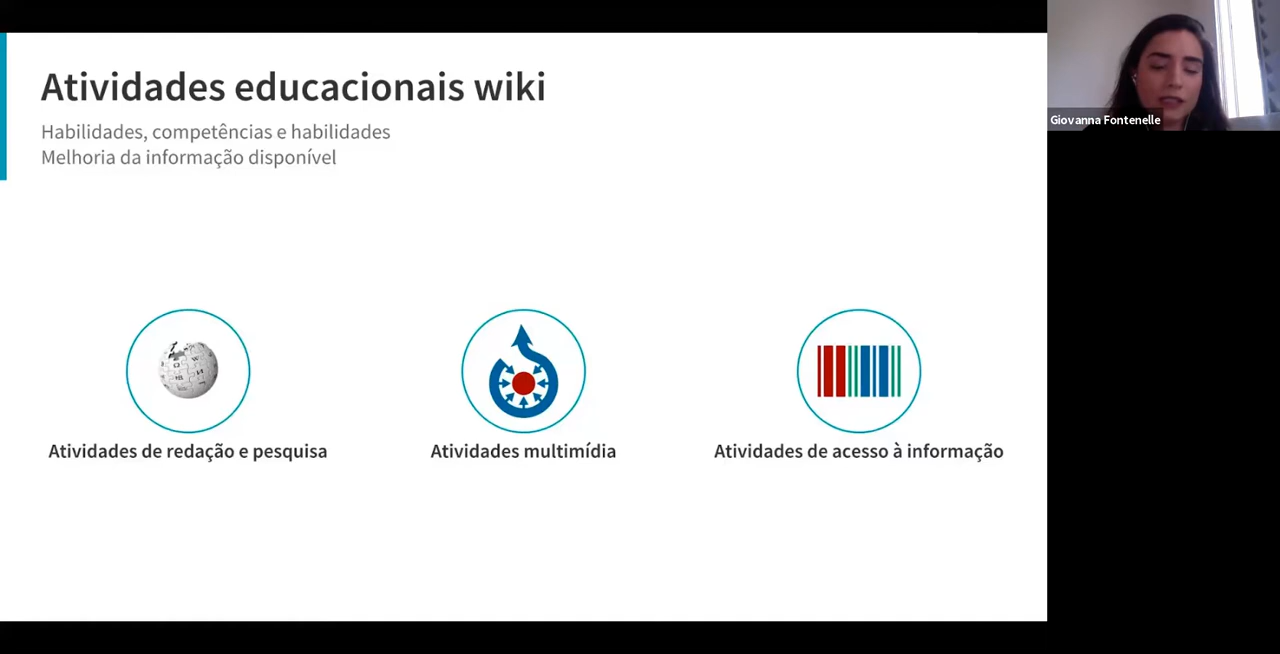 Atividades educacionais wiki
Habilidades, competências e habilidades
Melhoria da informação disponível
Atividades de redação e pesquisa
Atividades multimídia
Atividades de acesso à informação
Giovanna Fontenelle